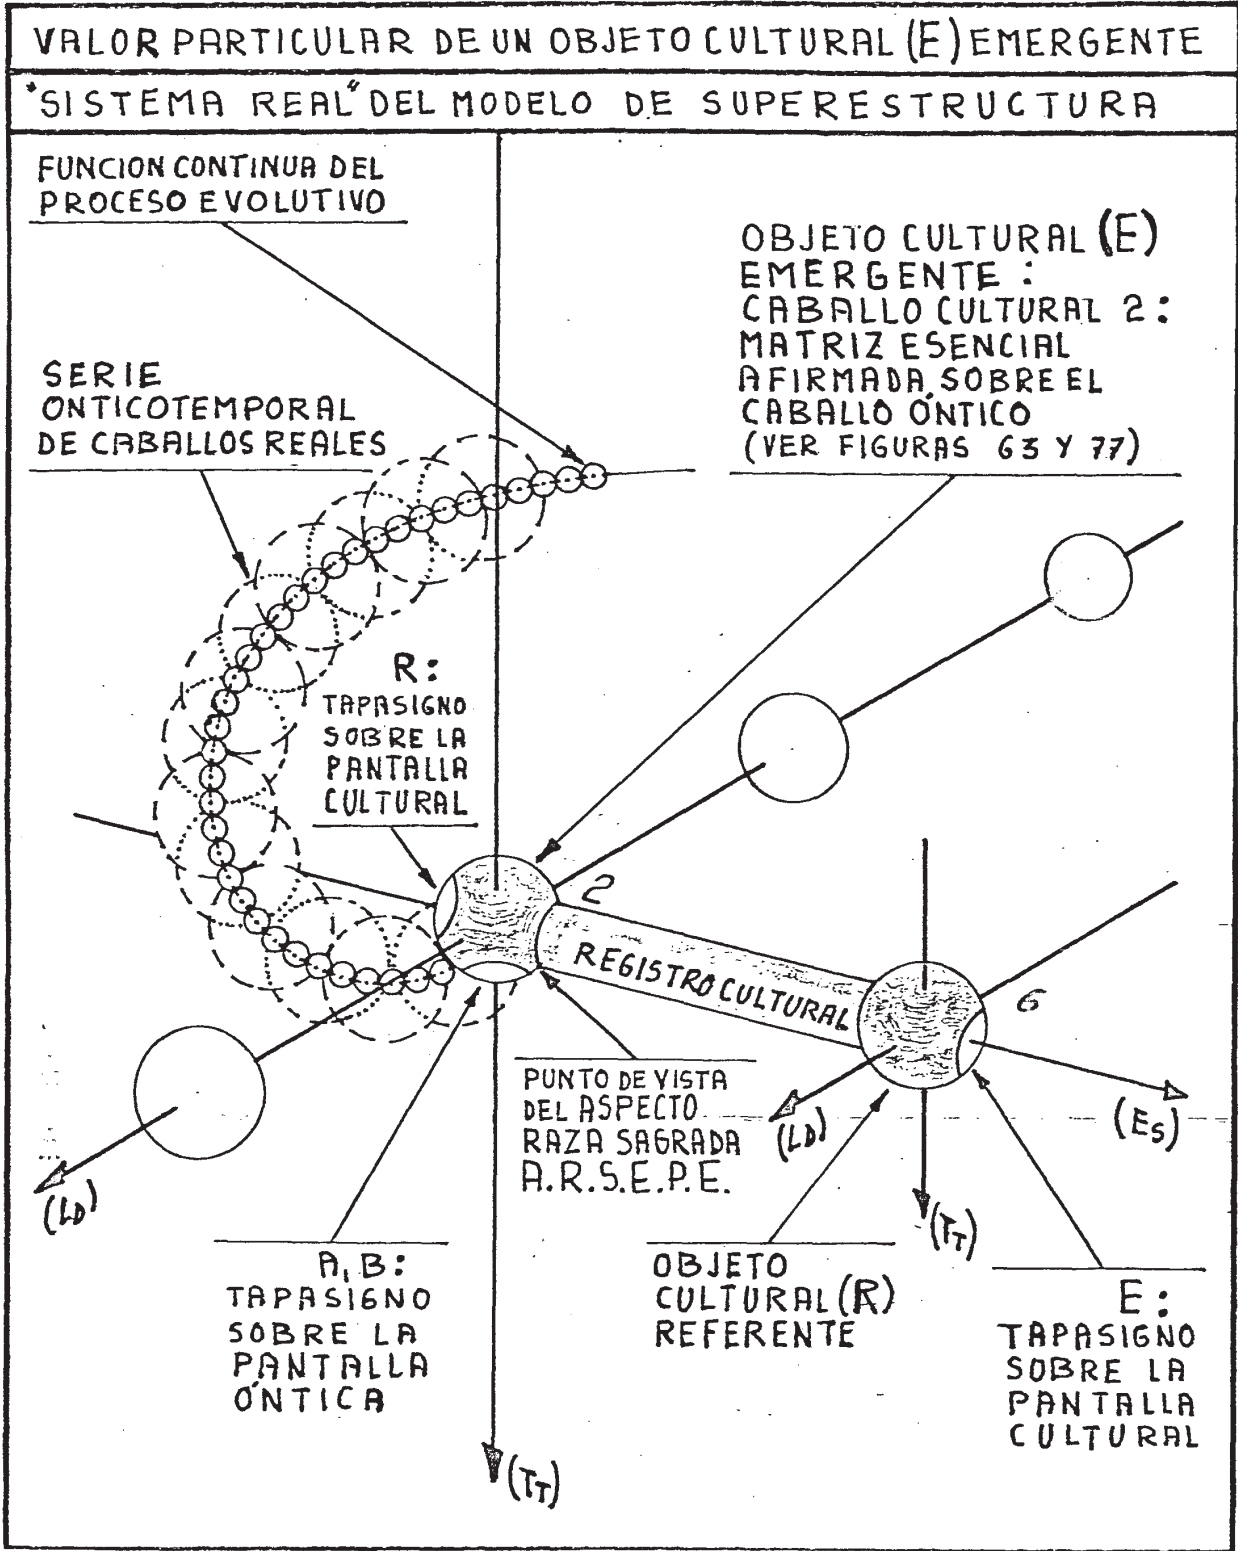 VALOR PARTICULAR DE UN OBJETO CULTURAL (E) EMERGENTE
"SISTEMA REAL" DEL MODELO DE SUPERESTRUCTURA
FUNCION CONTINUA DEL
PROCESO EVOLUTIVO
OBJETO CULTURAL (E)
EMERGENTE :
CABALLO CULTURAL 2 :
MATRIZ ESENCIAL
AFIRMADA SOBRE EL
CABALLO ÓNTICO
(VER FIGURAS 63 Y 77)
SERIE
ONTICOTEMPORAL
DE CABALLOS REALES
R:
TAPASIGNO
SOBRE LA
PANTALLA
CULTURAL
2
REGISTRO CULTURAL
6
PUNTO DE VISTA
DEL ASPECTO
RAZA SAGRADA
A.R.S.E.P.E.
(LD)
(ES)
(LD)
(TT)
A, B:
TAPASIGNO
SOBRE LA
PANTALLA
ÓNTICA
OBJETO
CULTURAL (R)
REFERENTE
E :
TAPASIGNO
SOBRE LA
PANTALLA
CULTURAL
(TT)